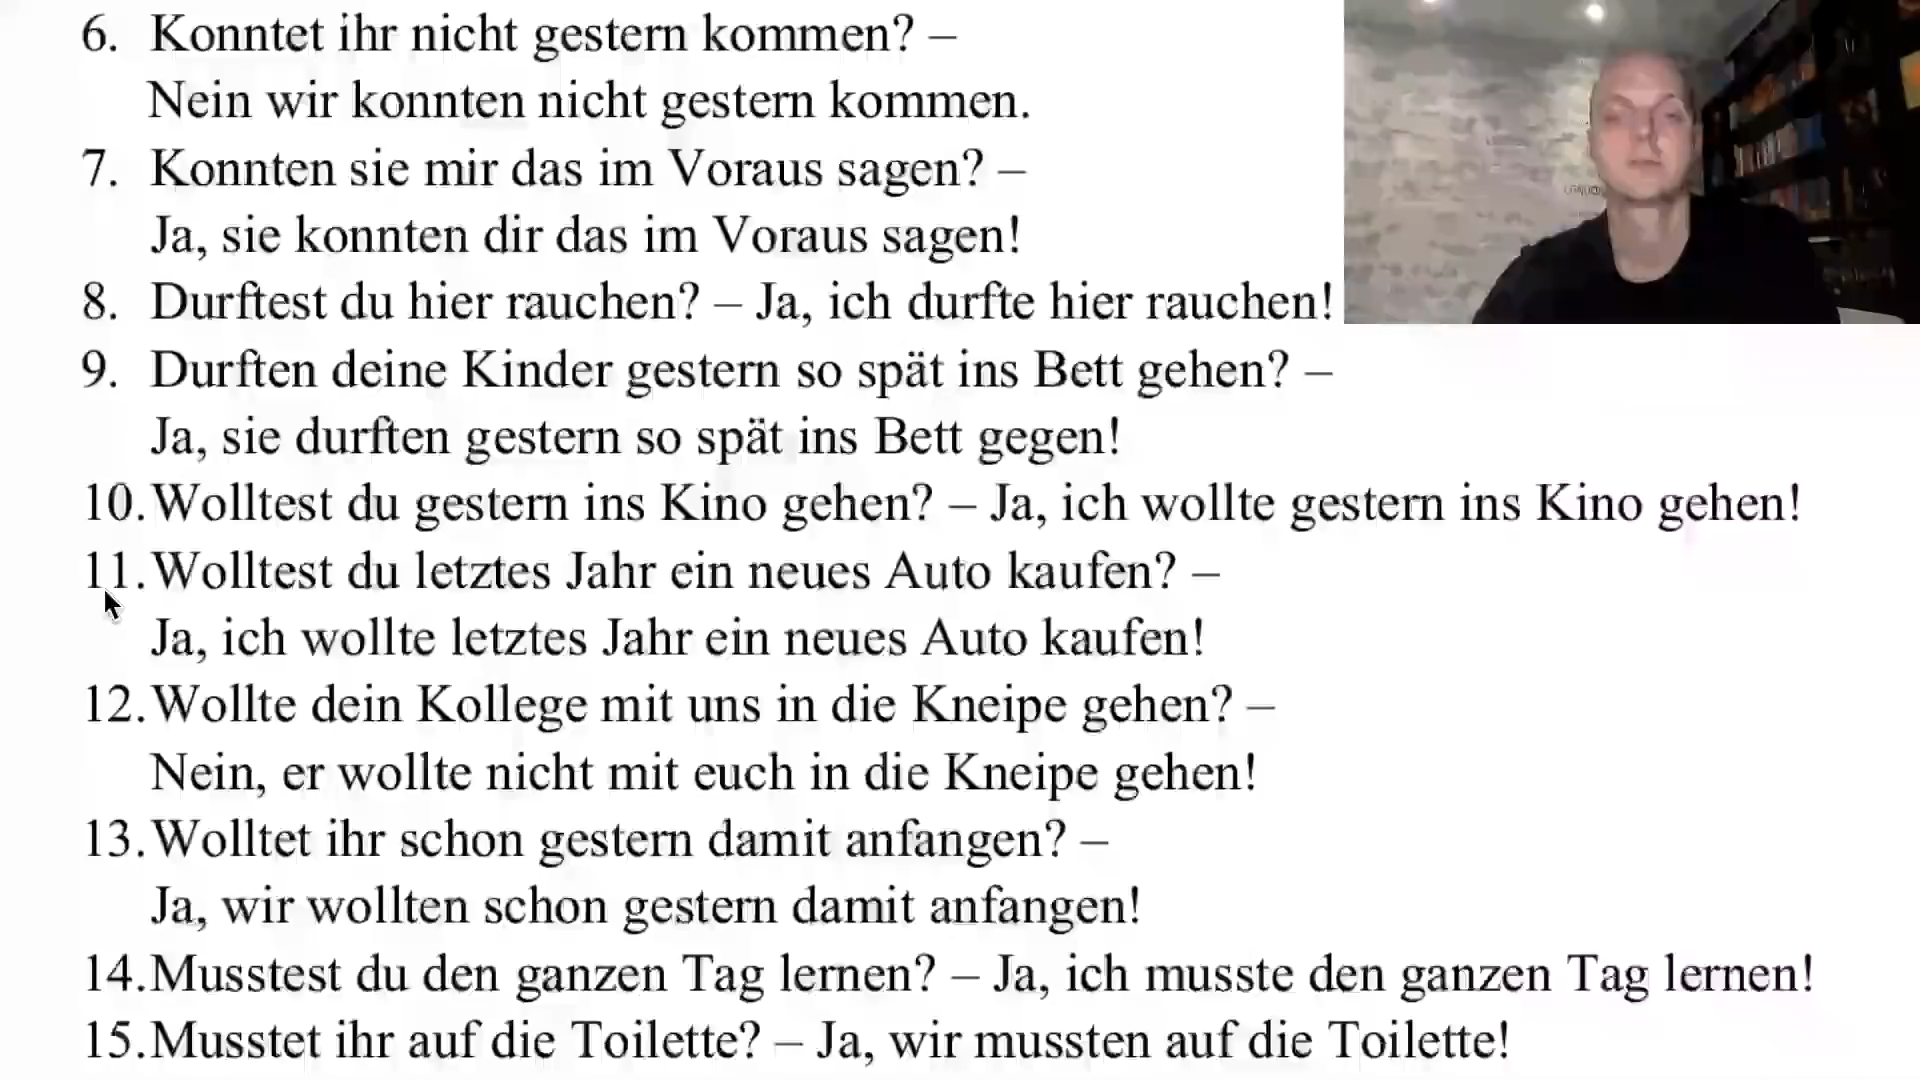 6. Konntet ihr nicht gestern kommen? –
Nein wir konnten nicht gestern kommen.
7. Konnten sie mir das im Voraus sagen? –
Ja, sie konnten dir das im Voraus sagen!
8. Durftest du hier rauchen? – Ja, ich durfte hier rauchen!
9. Durften deine Kinder gestern so spät ins Bett gehen? –
Ja, sie durften gestern so spät ins Bett gegen!
10. Wolltest du gestern ins Kino gehen? – Ja, ich wollte gestern ins Kino gehen!
11. Wolltest du letztes Jahr ein neues Auto kaufen? –
Ja, ich wollte letztes Jahr ein neues Auto kaufen!
12. Wollte dein Kollege mit uns in die Kneipe gehen? –
Nein, er wollte nicht mit euch in die Kneipe gehen!
13. Wolltet ihr schon gestern damit anfangen? –
Ja, wir wollten schon gestern damit anfangen!
14. Musstest du den ganzen Tag lernen? – Ja, ich musste den ganzen Tag lernen!
15. Musstet ihr auf die Toilette? – Ja, wir mussten auf die Toilette!